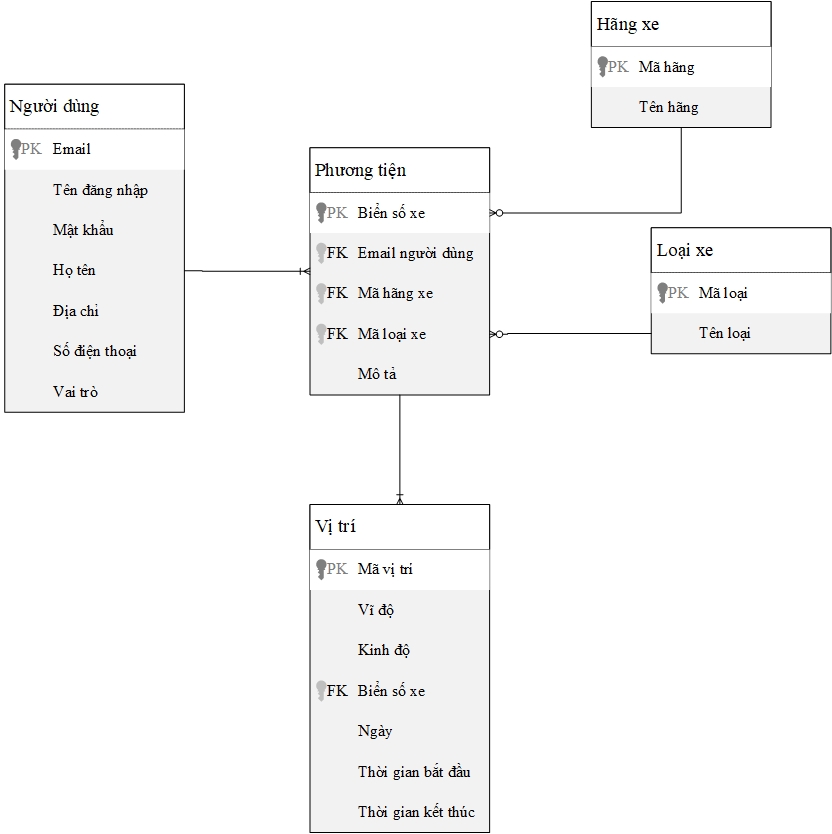 Hãng xe
PK Mã hãng
Tên hãng
Người dùng
PK Email
Tên đăng nhập
Mật khẩu
Họ tên
Địa chỉ
Số điện thoại
Vai trò
Phương tiện
PK Biển số xe
FK Email người dùng
FK Mã hãng xe
FK Mã loại xe
Mô tả
Loại xe
PK Mã loại
Tên loại
Vị trí
PK Mã vị trí
Vĩ độ
Kinh độ
FK Biển số xe
Ngày
Thời gian bắt đầu
Thời gian kết thúc